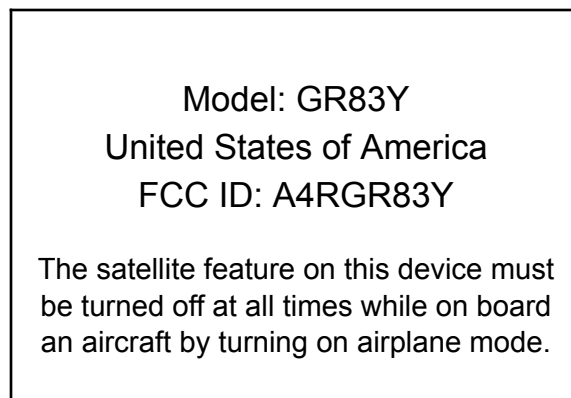 Model: GR83Y
United States of America
FCC ID: A4RGR83Y
The satellite feature on this device must
be turned off at all times while on board
an aircraft by turning on airplane mode.